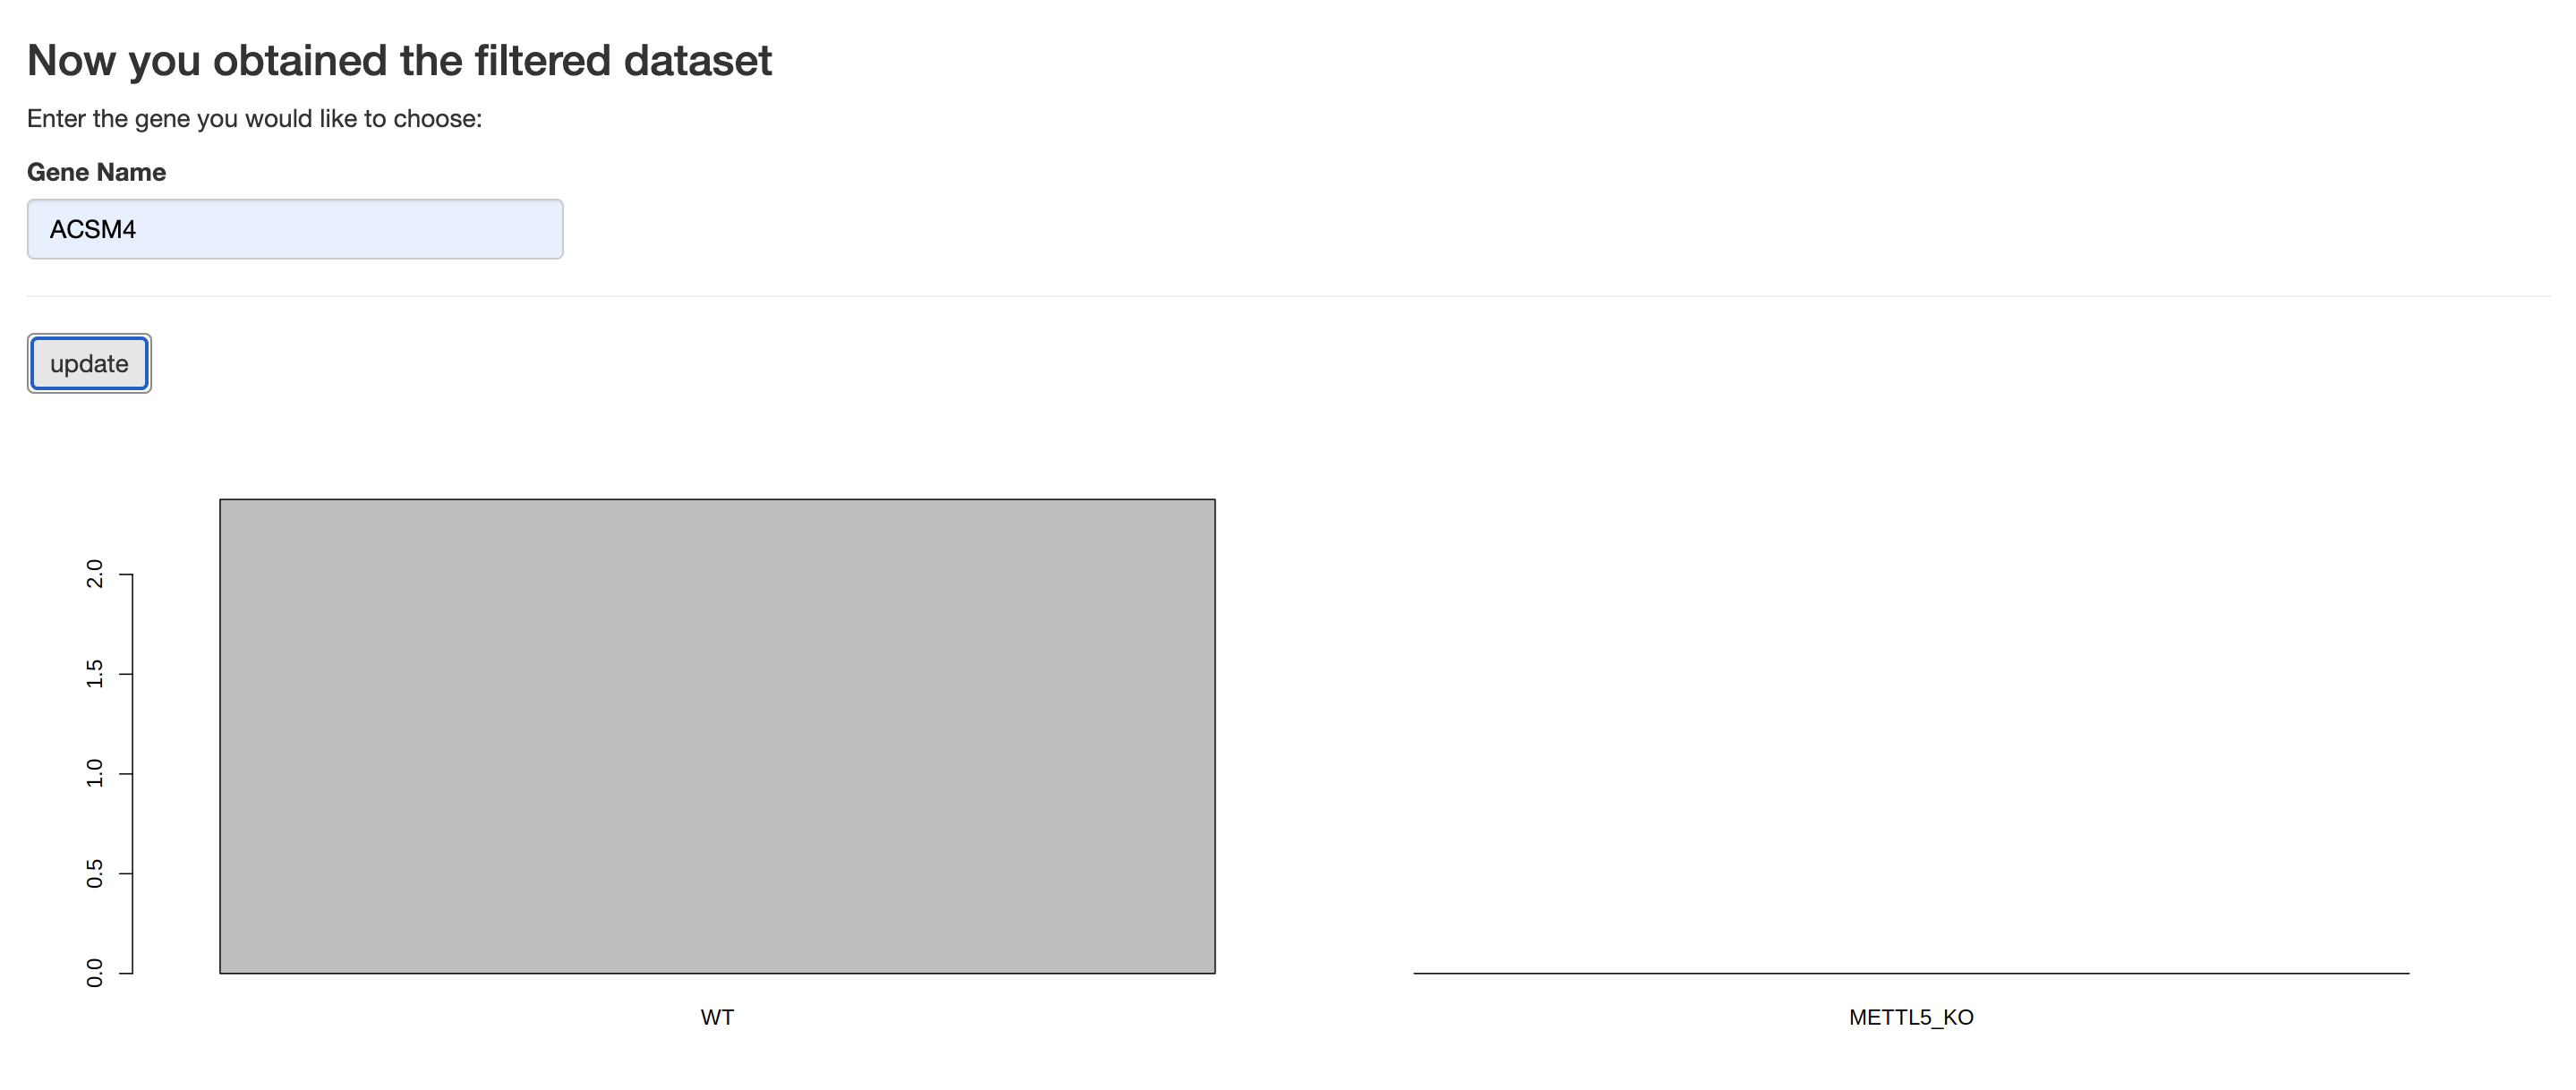 Now you obtained the filtered dataset
Enter the gene you would like to choose:
Gene Name
ACSM4
update
2.0
1.5
1.0
0.5
0.0
WT
METTL5_KO